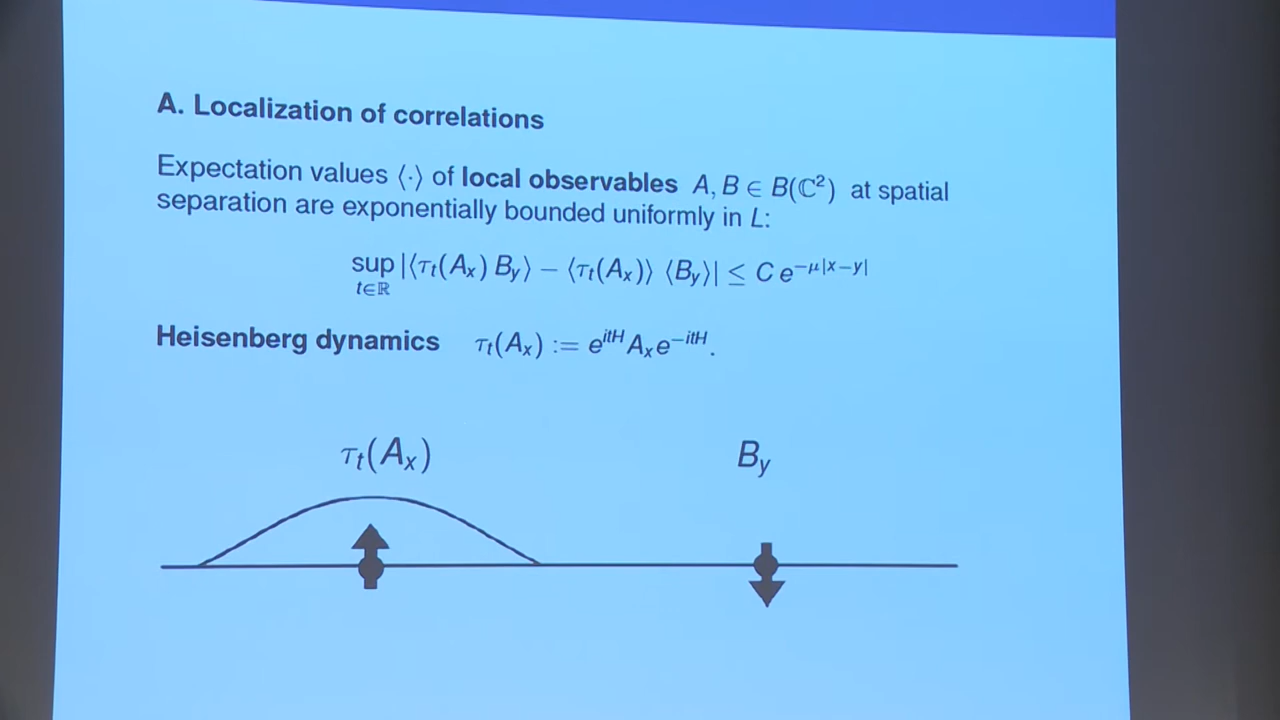 A. Localization of correlations
Expectation values ⟨·⟩ of local observables A, B ∈ B(ℂ²) at spatial
separation are exponentially bounded uniformly in L:
sup_{t∈ℝ} |⟨τ_t(A_x) B_y⟩ − ⟨τ_t(A_x)⟩ ⟨B_y⟩| ≤ C e^{−μ|x−y|}
Heisenberg dynamics τ_t(A_x) := e^{itH} A_x e^{−itH}.
τ_t(A_x) B_y